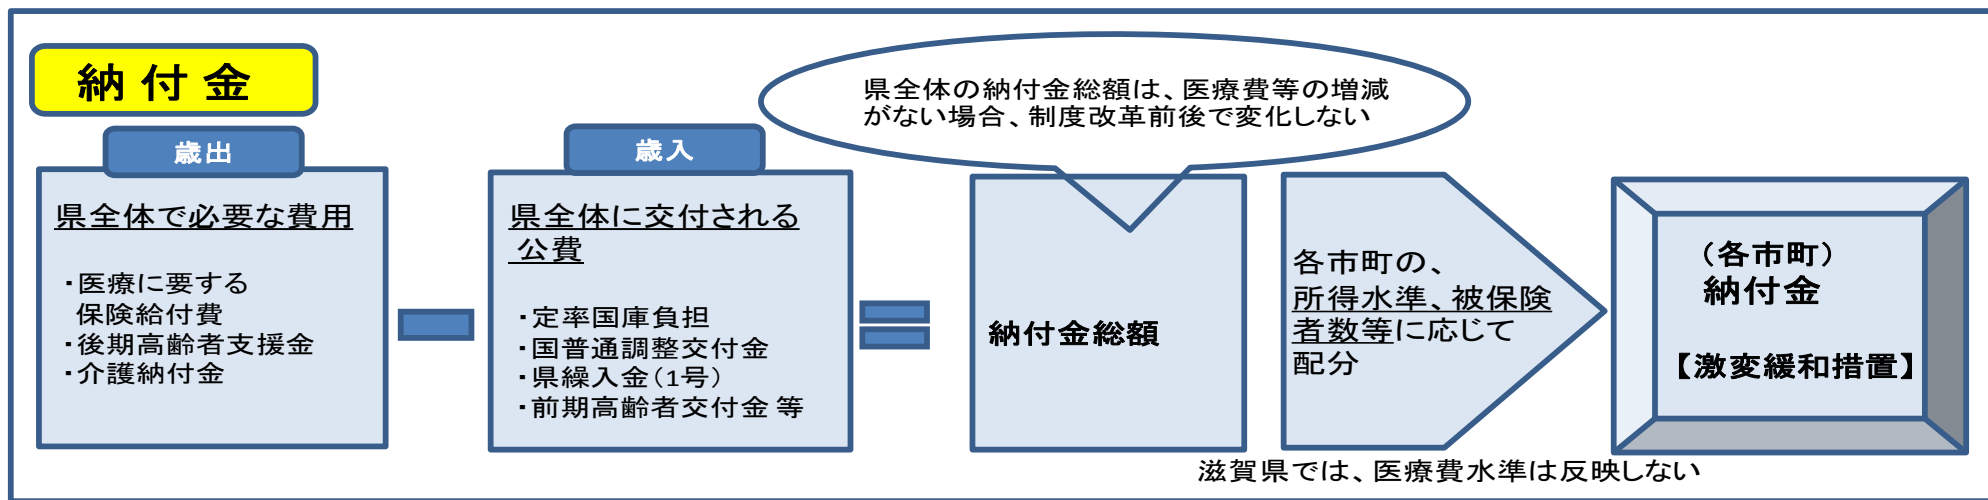 納付金
県全体の納付金総額は、医療費等の増減
がない場合、制度改革前後で変化しない
歳出
県全体で必要な費用
・医療に要する
保険給付費
・後期高齢者支援金
・介護納付金
歳入
県全体に交付される
公費
・定率国庫負担
・国普通調整交付金
・県繰入金(1号)
・前期高齢者交付金 等
納付金総額
各市町の、
所得水準、被保険
者数等に応じて
配分
(各市町)
納付金
【激変緩和措置】
滋賀県では、医療費水準は反映しない